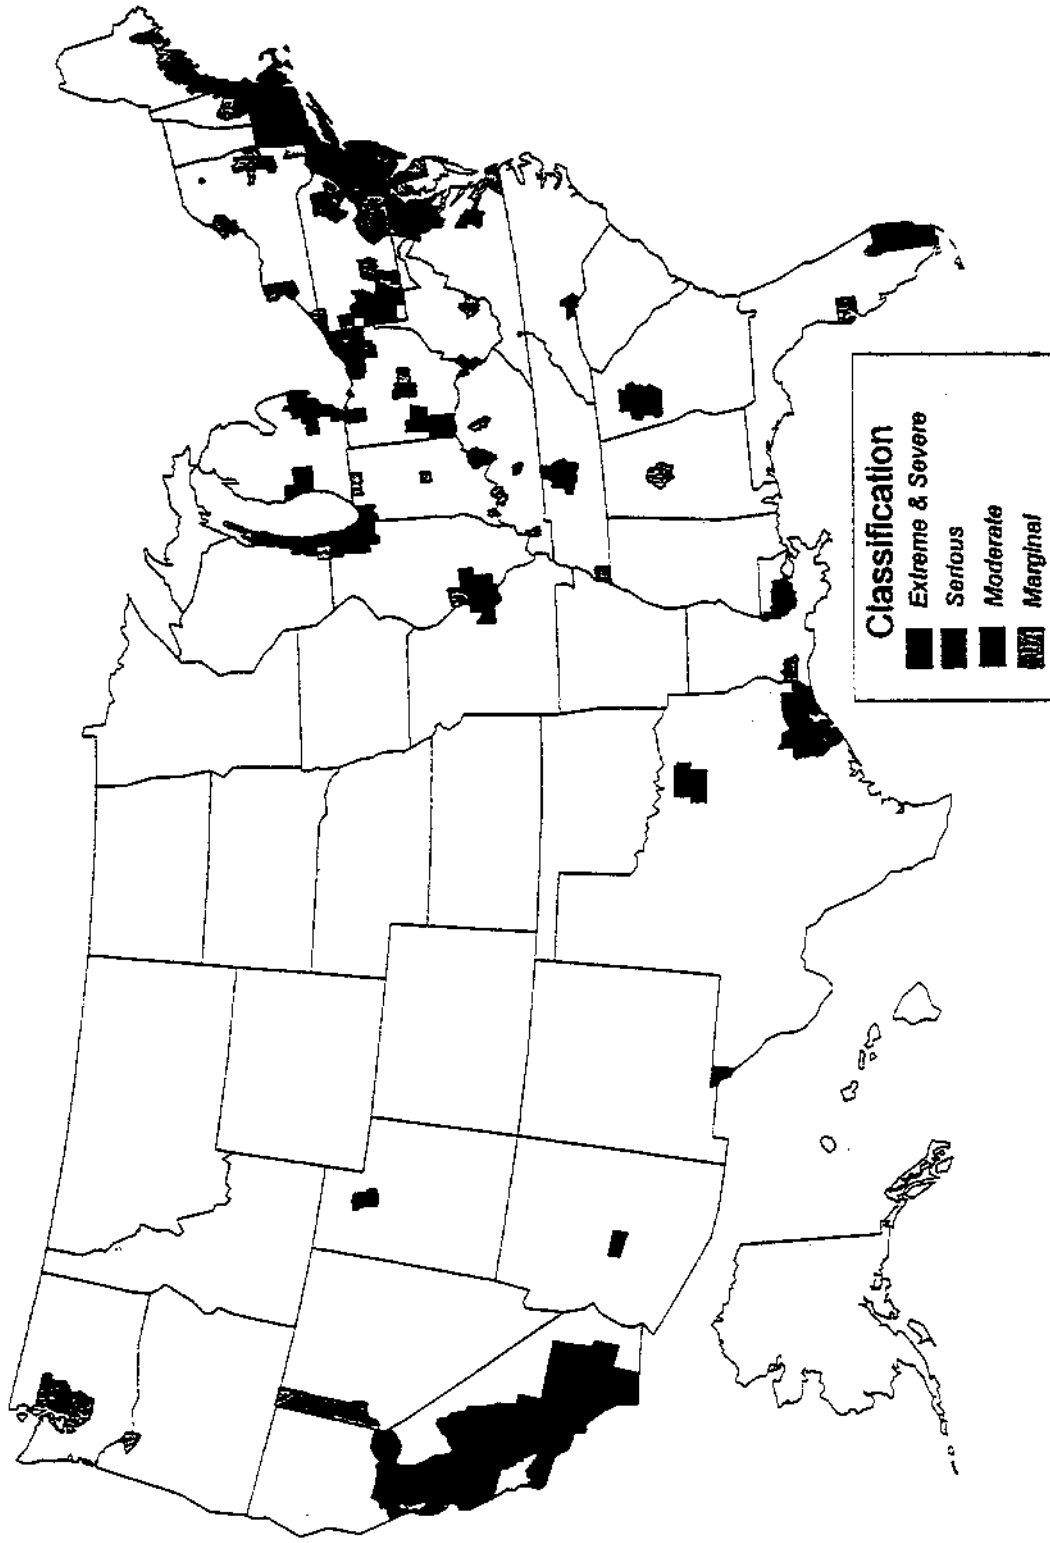 Classification
Extreme & Severe
Serious
Moderate
Marginal